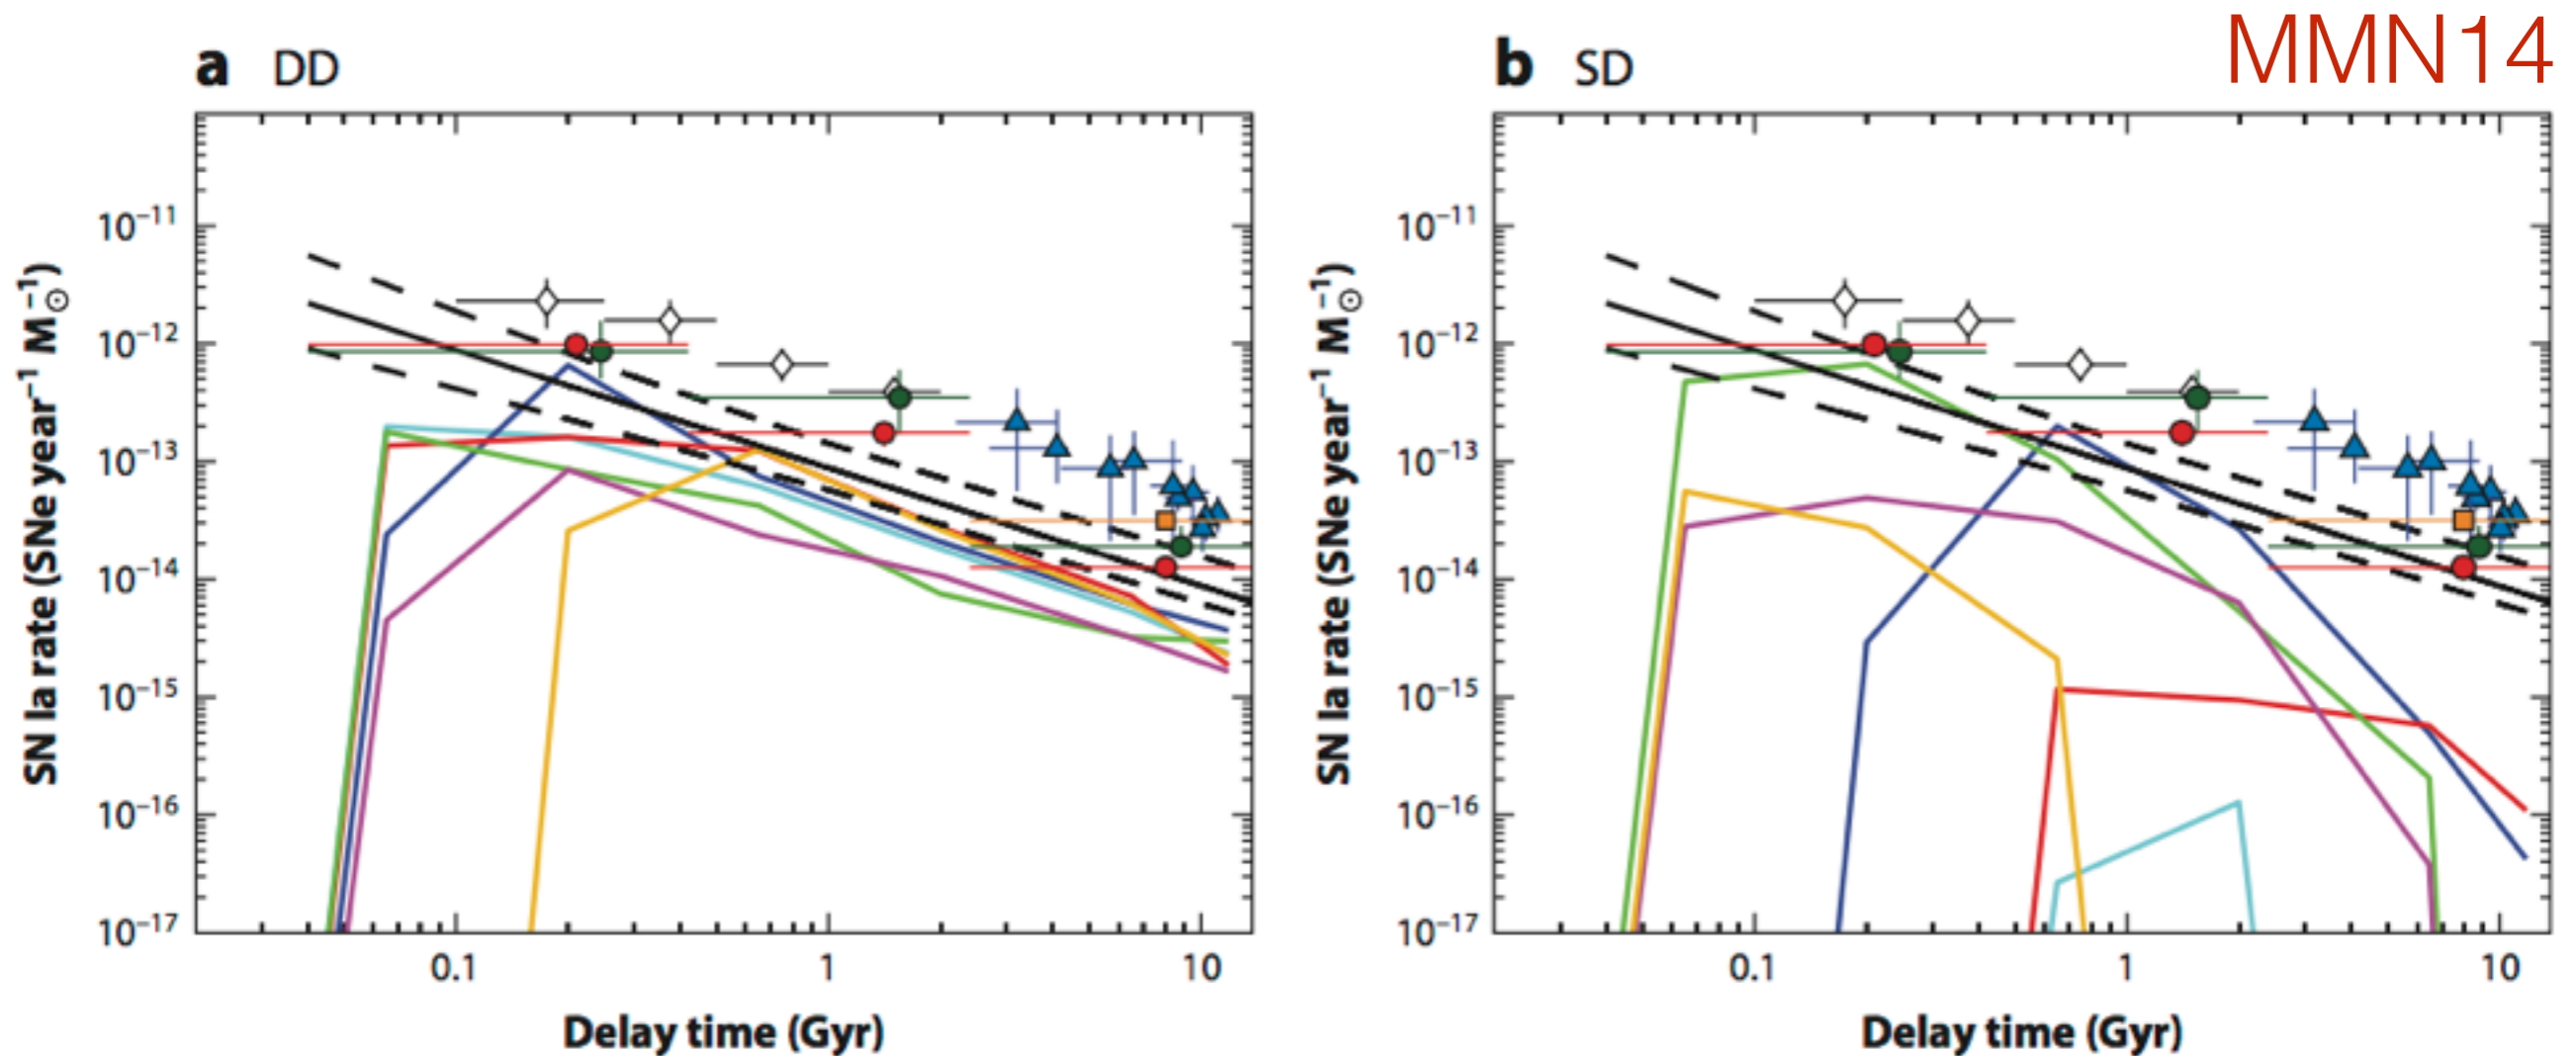 a DD
b SD
MMN14
SN Ia rate (SNe year⁻¹ M☉⁻¹)
10⁻¹¹
10⁻¹²
10⁻¹³
10⁻¹⁴
10⁻¹⁵
10⁻¹⁶
10⁻¹⁷
0.1 1 10
Delay time (Gyr)
SN Ia rate (SNe year⁻¹ M☉⁻¹)
10⁻¹¹
10⁻¹²
10⁻¹³
10⁻¹⁴
10⁻¹⁵
10⁻¹⁶
10⁻¹⁷
0.1 1 10
Delay time (Gyr)